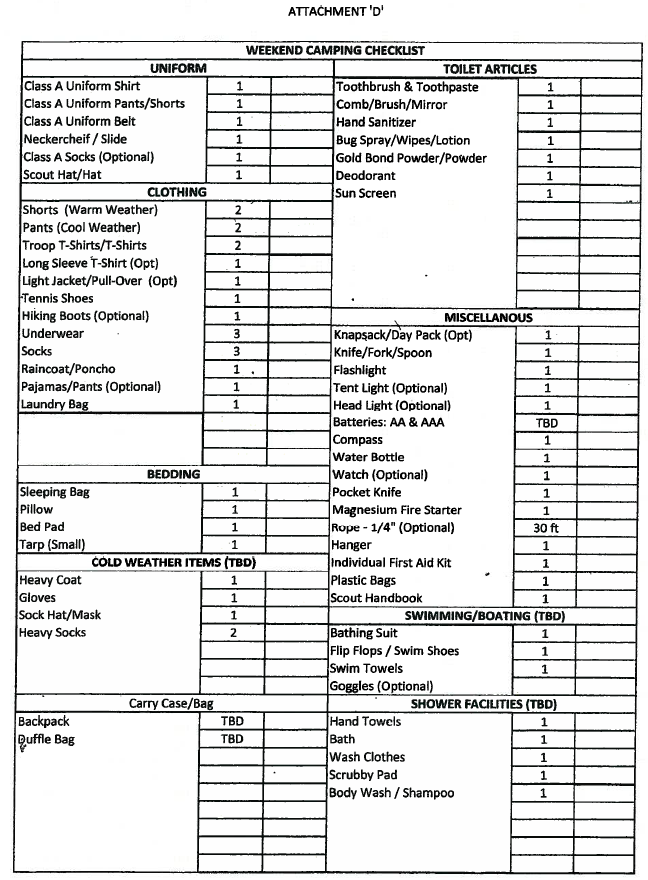 ATTACHMENT 'D'
WEEKEND CAMPING CHECKLIST
UNIFORM
Class A Uniform Shirt 1
Class A Uniform Pants/Shorts 1
Class A Uniform Belt 1
Neckercheif / Slide 1
Class A Socks (Optional) 1
Scout Hat/Hat 1
CLOTHING
Shorts (Warm Weather) 2
Pants (Cool Weather) 2
Troop T-Shirts/T-Shirts 2
Long Sleeve T-Shirt (Opt) 1
Light Jacket/Pull-Over (Opt) 1
Tennis Shoes 1
Hiking Boots (Optional) 1
Underwear 3
Socks 3
Raincoat/Poncho 1
Pajamas/Pants (Optional) 1
Laundry Bag 1
BEDDING
Sleeping Bag 1
Pillow 1
Bed Pad 1
Tarp (Small) 1
COLD WEATHER ITEMS (TBD)
Heavy Coat 1
Gloves 1
Sock Hat/Mask 1
Heavy Socks 2
Carry Case/Bag
Backpack TBD
Duffle Bag TBD
TOILET ARTICLES
Toothbrush & Toothpaste 1
Comb/Brush/Mirror 1
Hand Sanitizer 1
Bug Spray/Wipes/Lotion 1
Gold Bond Powder/Powder 1
Deodorant 1
Sun Screen 1
MISCELLANOUS
Knapsack/Day Pack (Opt) 1
Knife/Fork/Spoon 1
Flashlight 1
Tent Light (Optional) 1
Head Light (Optional) 1
Batteries: AA & AAA TBD
Compass 1
Water Bottle 1
Watch (Optional) 1
Pocket Knife 1
Magnesium Fire Starter 1
Rope - 1/4" (Optional) 30 ft
Hanger 1
Individual First Aid Kit 1
Plastic Bags 1
Scout Handbook 1
SWIMMING/BOATING (TBD)
Bathing Suit 1
Flip Flops / Swim Shoes 1
Swim Towels 1
Goggles (Optional)
SHOWER FACILITIES (TBD)
Hand Towels 1
Bath 1
Wash Clothes 1
Scrubby Pad 1
Body Wash / Shampoo 1